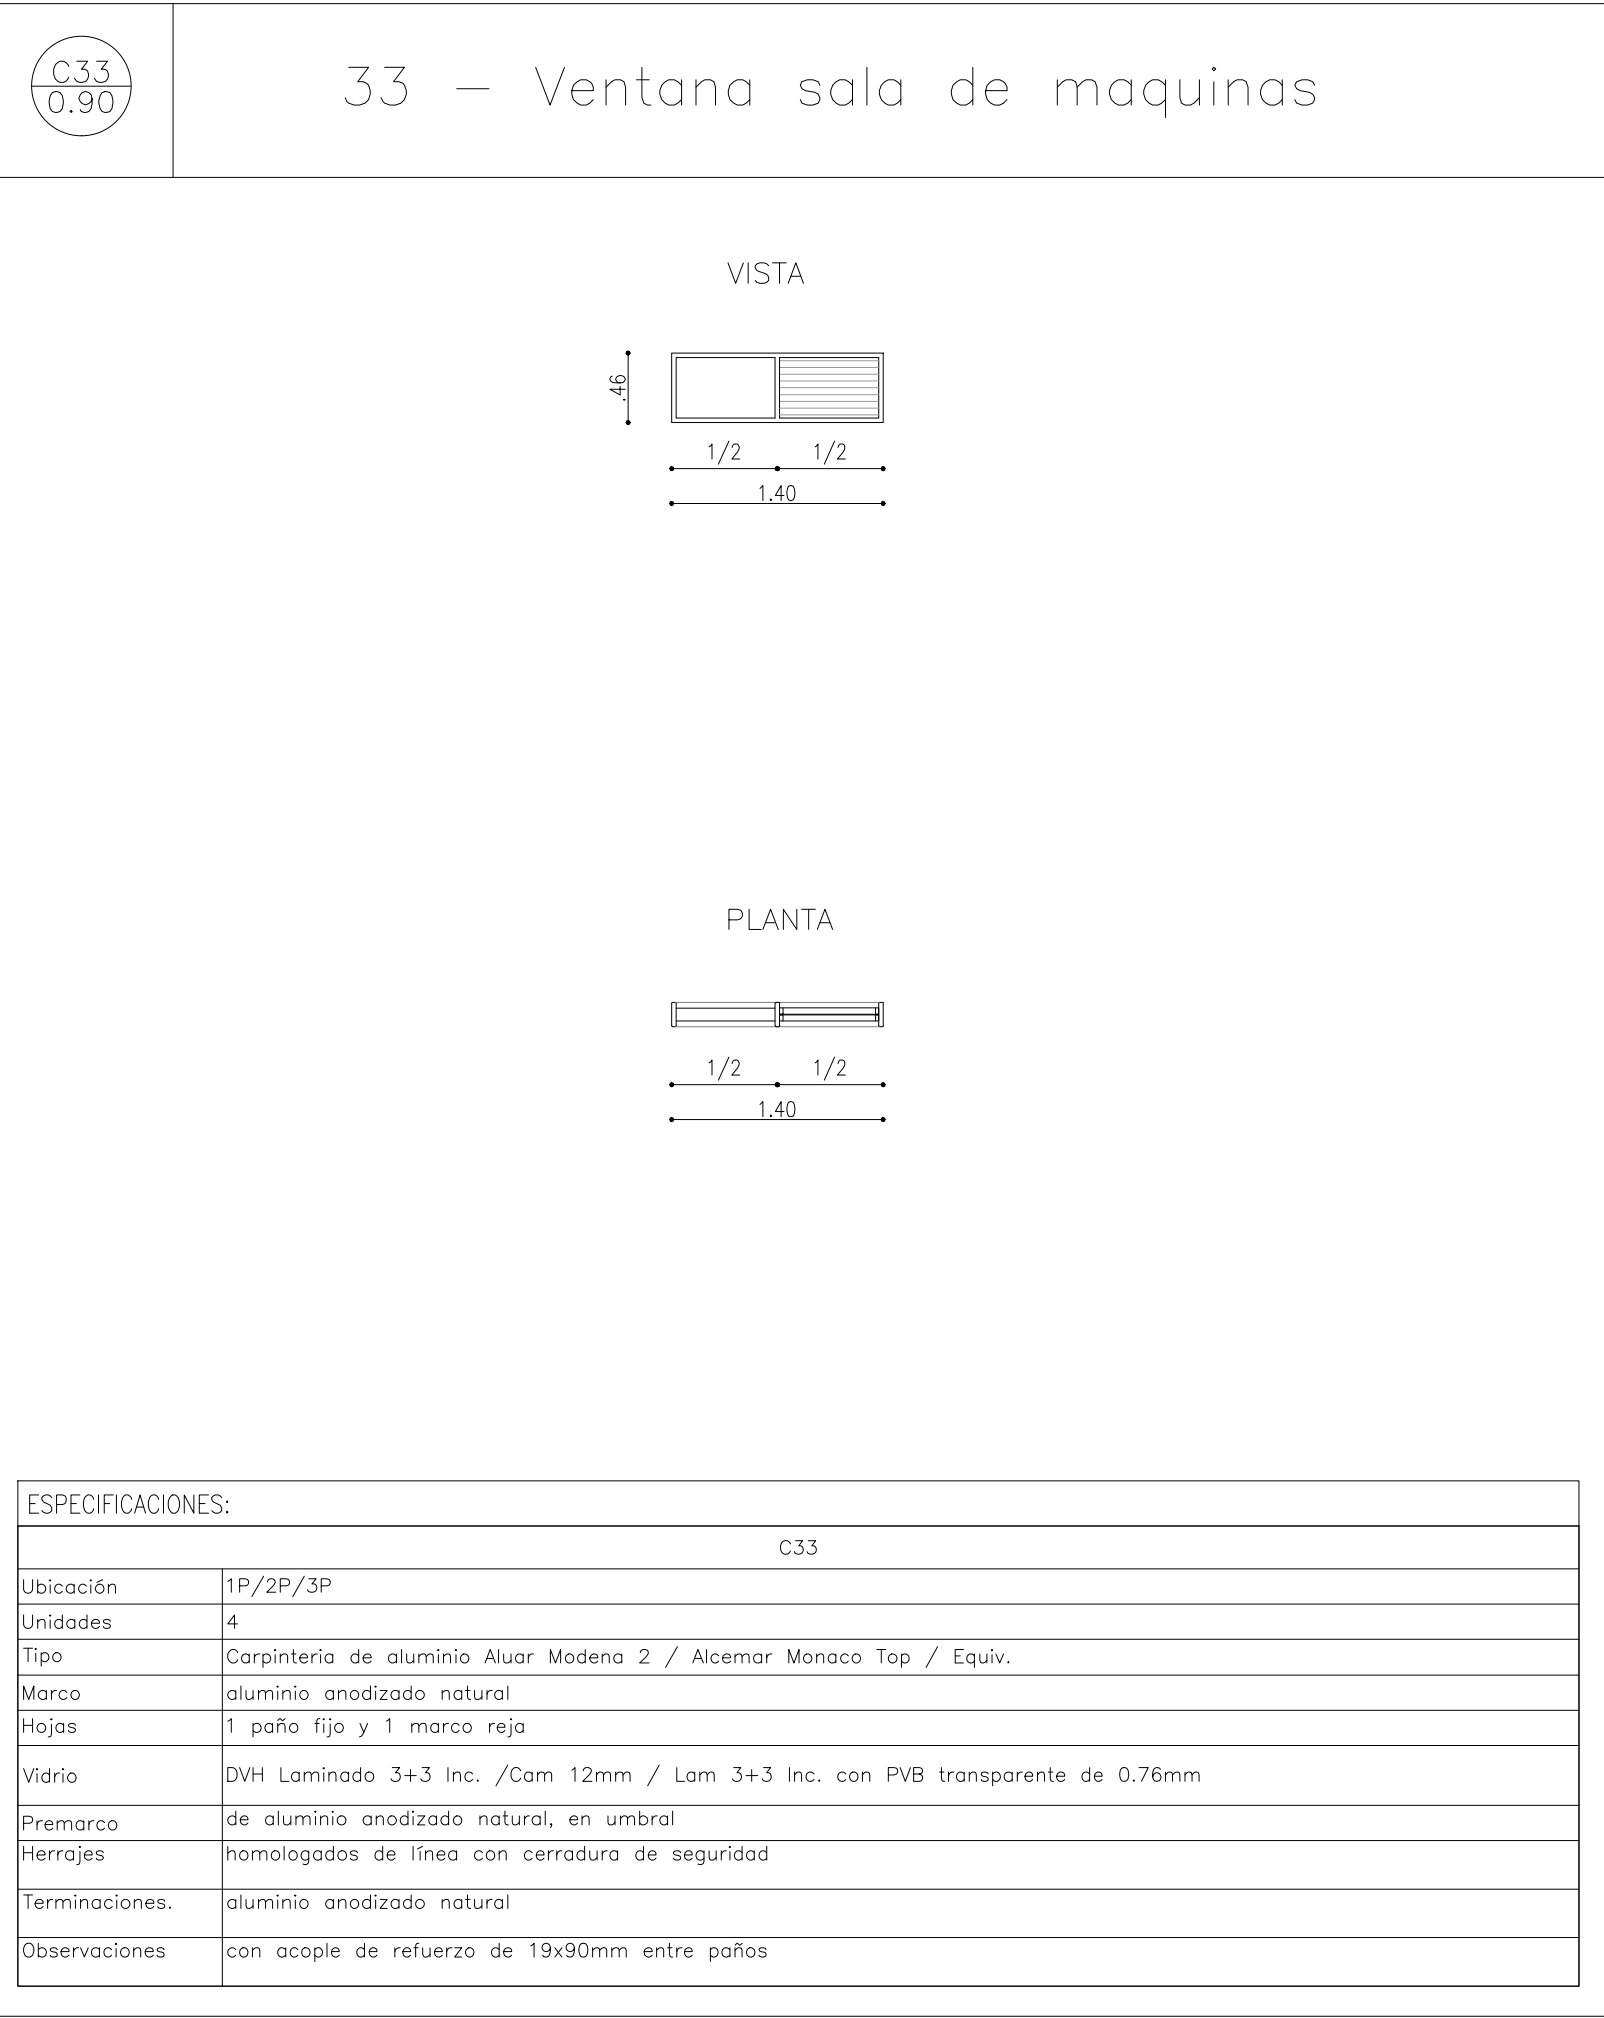 C33
0.90
33 - Ventana sala de maquinas
VISTA
.46
1/2 1/2
1.40
PLANTA
1/2 1/2
1.40
ESPECIFICACIONES:
C33
Ubicación 1P/2P/3P
Unidades 4
Tipo Carpinteria de aluminio Aluar Modena 2 / Alcemar Monaco Top / Equiv.
Marco aluminio anodizado natural
Hojas 1 paño fijo y 1 marco reja
Vidrio DVH Laminado 3+3 Inc. /Cam 12mm / Lam 3+3 Inc. con PVB transparente de 0.76mm
Premarco de aluminio anodizado natural, en umbral
Herrajes homologados de línea con cerradura de seguridad
Terminaciones. aluminio anodizado natural
Observaciones con acople de refuerzo de 19x90mm entre paños